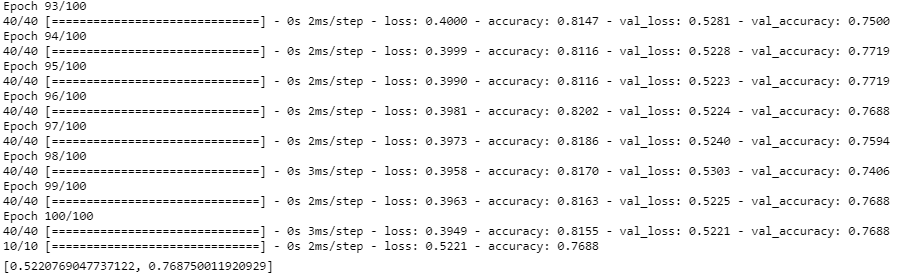 Epoch 93/100
40/40 [==============================] - 0s 2ms/step - loss: 0.4000 - accuracy: 0.8147 - val_loss: 0.5281 - val_accuracy: 0.7500
Epoch 94/100
40/40 [==============================] - 0s 2ms/step - loss: 0.3999 - accuracy: 0.8116 - val_loss: 0.5228 - val_accuracy: 0.7719
Epoch 95/100
40/40 [==============================] - 0s 2ms/step - loss: 0.3990 - accuracy: 0.8116 - val_loss: 0.5223 - val_accuracy: 0.7719
Epoch 96/100
40/40 [==============================] - 0s 2ms/step - loss: 0.3981 - accuracy: 0.8202 - val_loss: 0.5224 - val_accuracy: 0.7688
Epoch 97/100
40/40 [==============================] - 0s 2ms/step - loss: 0.3973 - accuracy: 0.8186 - val_loss: 0.5240 - val_accuracy: 0.7594
Epoch 98/100
40/40 [==============================] - 0s 3ms/step - loss: 0.3958 - accuracy: 0.8170 - val_loss: 0.5303 - val_accuracy: 0.7406
Epoch 99/100
40/40 [==============================] - 0s 2ms/step - loss: 0.3963 - accuracy: 0.8163 - val_loss: 0.5225 - val_accuracy: 0.7688
Epoch 100/100
40/40 [==============================] - 0s 3ms/step - loss: 0.3949 - accuracy: 0.8155 - val_loss: 0.5221 - val_accuracy: 0.7688
10/10 [==============================] - 0s 2ms/step - loss: 0.5221 - accuracy: 0.7688
[0.5220769047737122, 0.768750011920929]